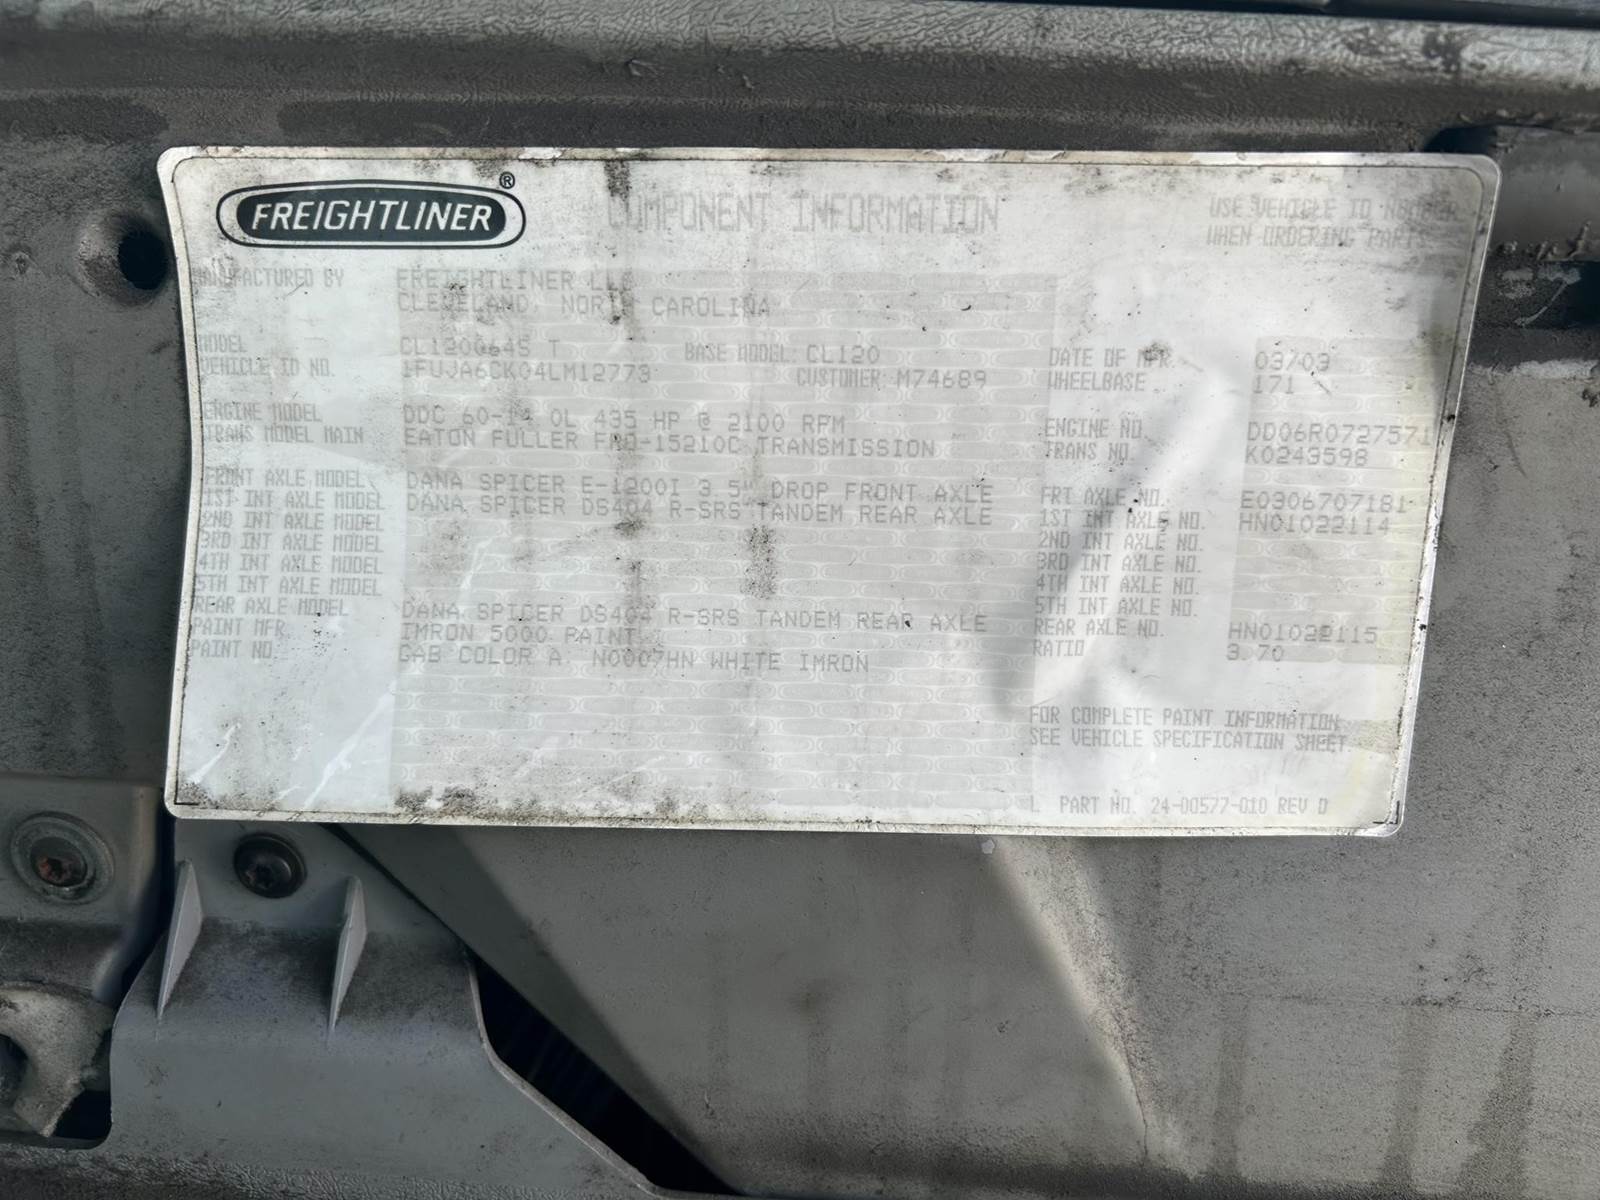 FREIGHTLINER®
COMPONENT INFORMATION
USE VEHICLE ID NUMBER
WHEN ORDERING PARTS
MANUFACTURED BY FREIGHTLINER LLC
CLEVELAND, NORTH CAROLINA
MODEL CL120064S T BASE MODEL: CL120 DATE OF MFR 03/03
VEHICLE ID NO. 1FUJA6CK04LM12773 CUSTOMER: M74689 WHEELBASE 171
ENGINE MODEL DDC 60-14.0L 435 HP @ 2100 RPM ENGINE NO. DD06R0727571
TRANS MODEL MAIN EATON FULLER FRO-15210C TRANSMISSION TRANS NO. K0243598
FRONT AXLE MODEL DANA SPICER E-1200I 3.5" DROP FRONT AXLE FRT AXLE NO. E0306707181
1ST INT AXLE MODEL DANA SPICER DS404 R-SRS TANDEM REAR AXLE 1ST INT AXLE NO. HN01022114
2ND INT AXLE MODEL 2ND INT AXLE NO.
3RD INT AXLE MODEL 3RD INT AXLE NO.
4TH INT AXLE MODEL 4TH INT AXLE NO.
5TH INT AXLE MODEL 5TH INT AXLE NO.
REAR AXLE MODEL DANA SPICER DS404 R-SRS TANDEM REAR AXLE REAR AXLE NO. HN01022115
PAINT MFR IMRON 5000 PAINT RATIO 3.70
PAINT NO. CAB COLOR A: N0007HN WHITE IMRON
FOR COMPLETE PAINT INFORMATION
SEE VEHICLE SPECIFICATION SHEET
L PART NO. 24-00577-010 REV D